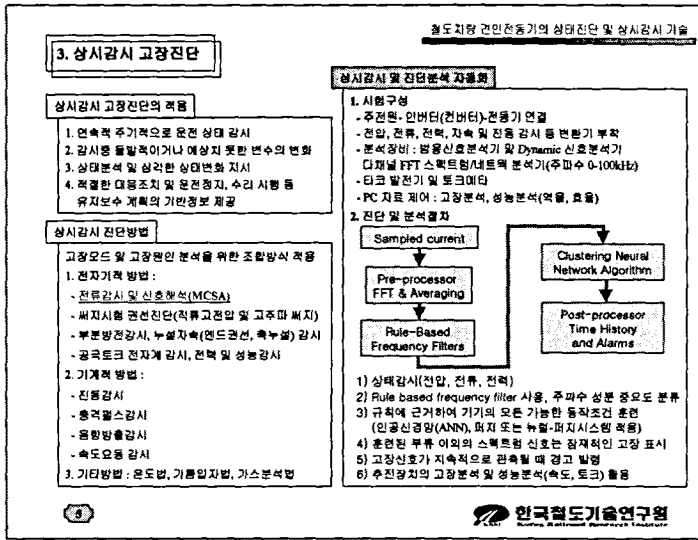 철도차량 견인전동기의 상태진단 및 상시감시 기술
3. 상시감시 고장진단
상시감시 고장진단의 적용
1. 연속적 주기적으로 운전 상태 감시
2. 감시중 돌발적이거나 예상치 못한 변수의 변화
3. 상태분석 및 심각한 상태변화 지시
4. 적절한 대응조치 및 운전정지, 수리 시행 등
유지보수 계획의 기반정보 제공
상시감시 진단방법
고장모드 및 고장원인 분석을 위한 조합방식 적용
1. 전자기적 방법 :
- 전류감시 및 신호해석(MCSA)
- 써지시험 권선진단(직류고전압 및 고주파 써지)
- 부분방전감시, 누설자속(엔드권선, 축누설) 감시
- 공극토크 전자계 감시, 전력 및 성능감시
2. 기계적 방법 :
- 진동감시
- 충격펄스감시
- 음향방출감시
- 속도요동 감시
3. 기타방법 : 온도법, 기름입자법, 가스분석법
상시감시 및 진단분석 자동화
1. 시험구성
- 주전원- 인버터(컨버터)-전동기 연결
- 전압, 전류, 전력, 자속 및 진동 감시 등 변환기 부착
- 분석장비 : 범용신호분석기 및 Dynamic 신호분석기
다채널 FFT 스펙트럼/네트웍 분석기(주파수 0-100kHz)
- 타코 발전기 및 토크메타
- PC 자료 제어 : 고장분석, 성능분석(역율, 효율)
2. 진단 및 분석절차
Sampled current
Pre-processor
FFT & Averaging
Rule-Based
Frequency Filters
Clustering Neural
Network Algorithm
Post-processor
Time History
and Alarms
1) 상태감시(전압, 전류, 전력)
2) Rule based frequency filter 사용, 주파수 성분 중요도 분류
3) 규칙에 근거하여 기기의 모든 가능한 동작조건 훈련
(인공신경망(ANN), 퍼지 또는 뉴럴-퍼지시스템 적용)
4) 훈련된 부류 이외의 스펙트럼 신호는 잠재적인 고장 표시
5) 고장신호가 지속적으로 관측될 때 경고 발령
6) 추진장치의 고장분석 및 성능분석(속도, 토크) 활용
5
한국철도기술연구원
Korea Railroad Research Institute